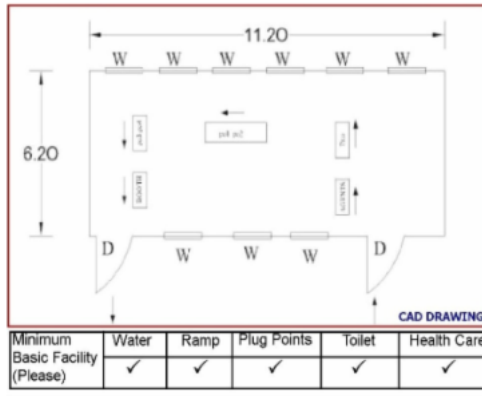 11.20
W W W W W W
6.20
D W W W D
CAD DRAWING
Minimum Basic Facility (Please) Water Ramp Plug Points Toilet Health Care
✓ ✓ ✓ ✓ ✓